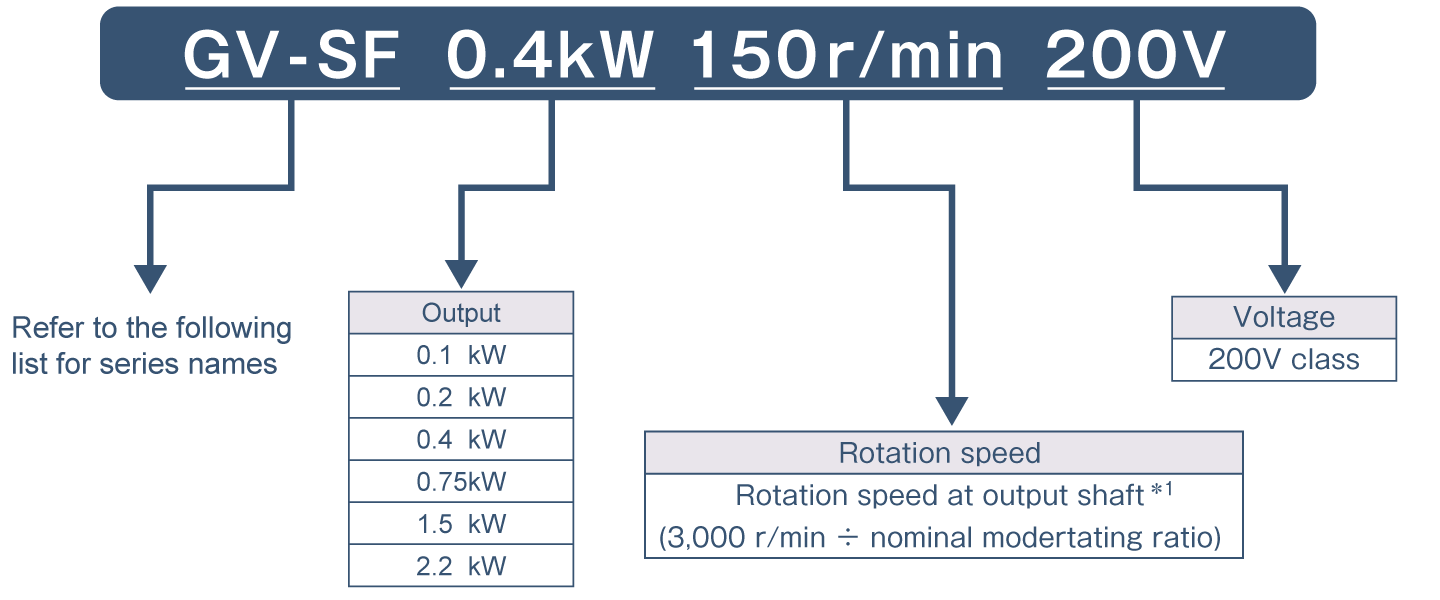 GV-SF 0.4kW 150r/min 200V
Refer to the following
list for series names
Output
0.1 kW
0.2 kW
0.4 kW
0.75kW
1.5 kW
2.2 kW
Rotation speed
Rotation speed at output shaft *1
(3,000 r/min ÷ nominal modertating ratio)
Voltage
200V class